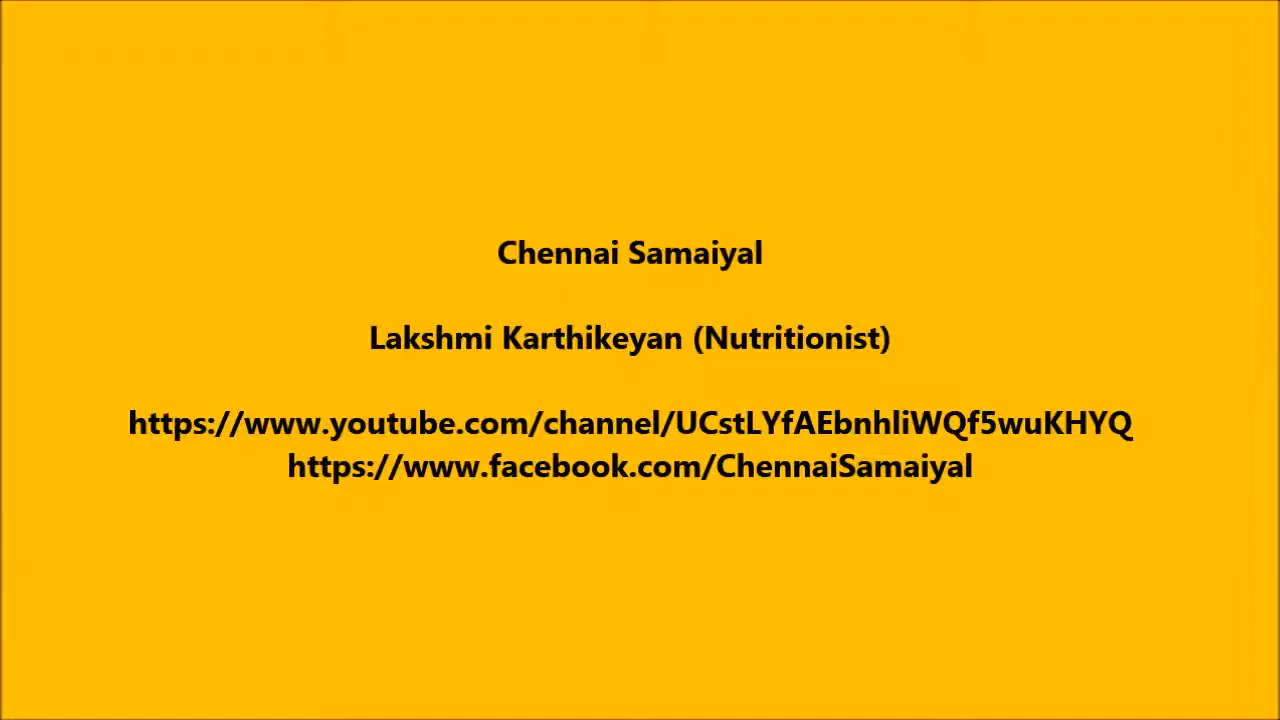 Chennai Samaiyal
Lakshmi Karthikeyan (Nutritionist)
https://www.youtube.com/channel/UCstLYfAEbnhliWQf5wuKHYQ
https://www.facebook.com/ChennaiSamaiyal